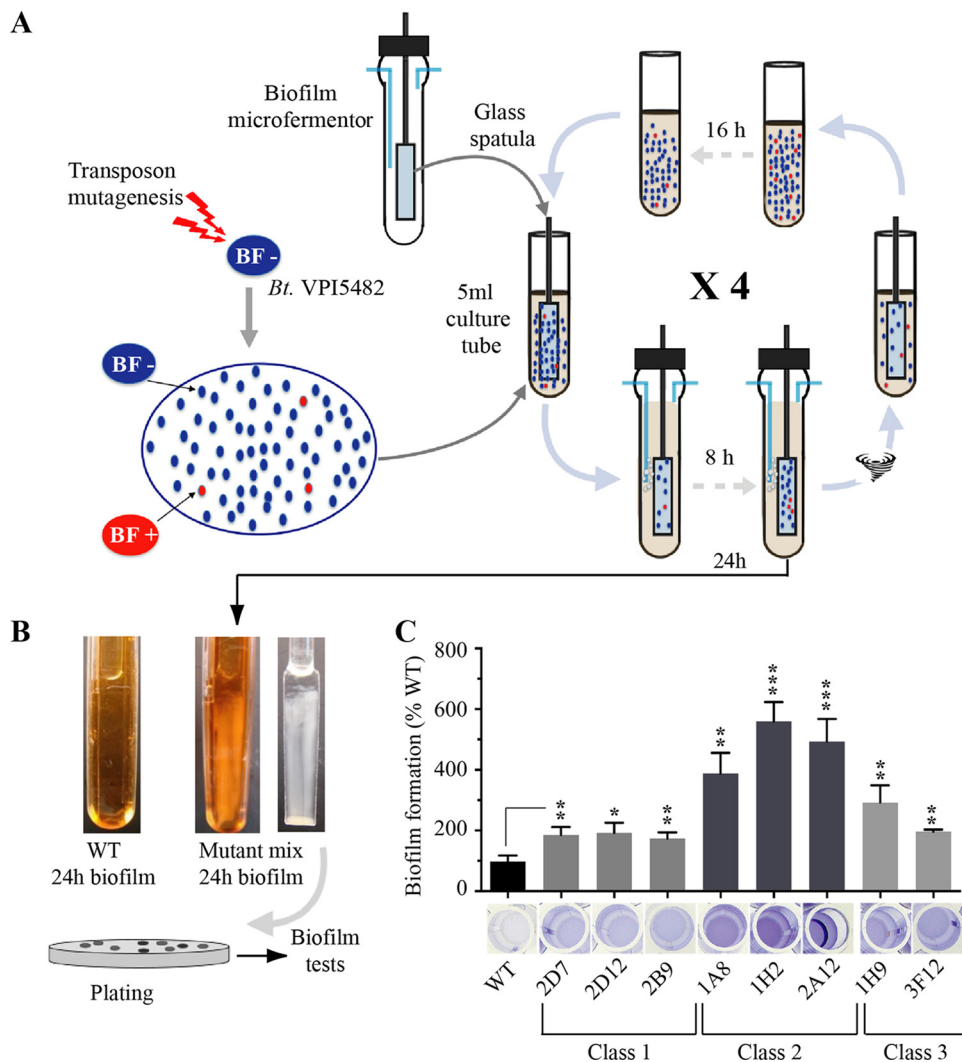 A
Biofilm
microfermentor
Glass
spatula
16 h
Transposon
mutagenesis
BF -
Bt. VPI5482
5ml
culture
tube
X 4
BF -
8 h
BF +
24h
B
WT
24h biofilm
Mutant mix
24h biofilm
Plating
Biofilm
tests
C
Biofilm formation (% WT)
800
600
400
200
0
**
*
**
**
***
***
**
**
WT
2D7
2D12
2B9
1A8
1H2
2A12
1H9
3F12
Class 1
Class 2
Class 3